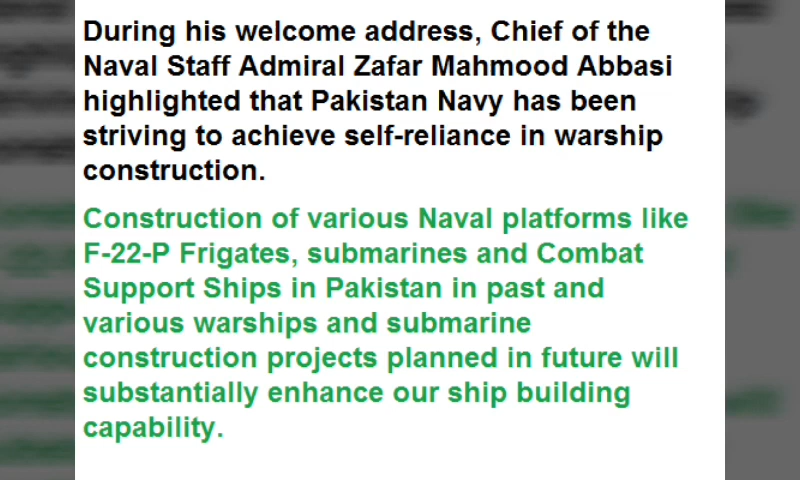 During his welcome address, Chief of the
Naval Staff Admiral Zafar Mahmood Abbasi
highlighted that Pakistan Navy has been
striving to achieve self-reliance in warship
construction.
Construction of various Naval platforms like
F-22-P Frigates, submarines and Combat
Support Ships in Pakistan in past and
various warships and submarine
construction projects planned in future will
substantially enhance our ship building
capability.